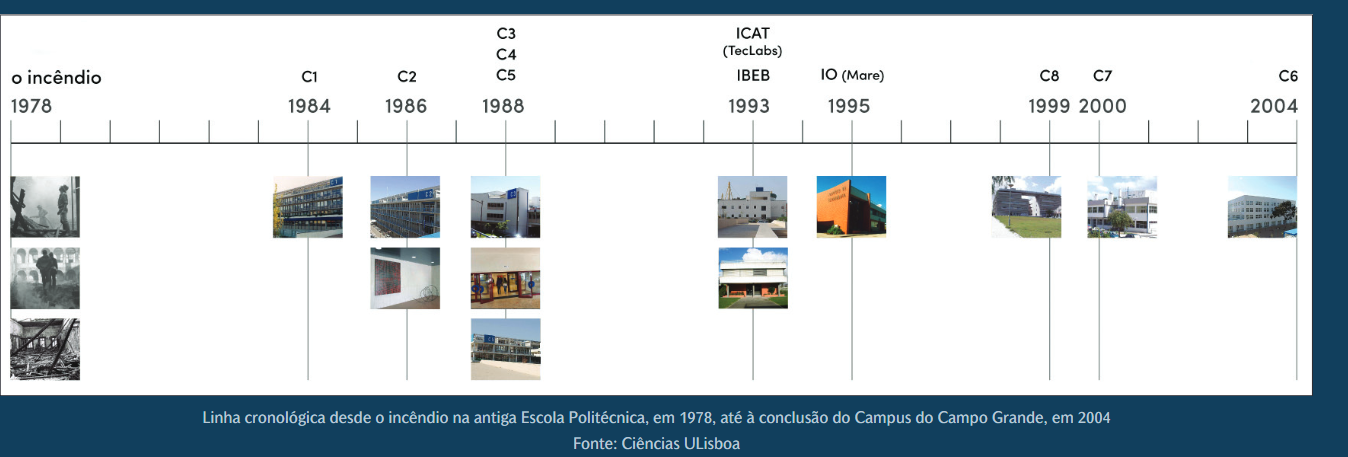 o incêndio
1978
C1
1984
C2
1986
C3
C4
C5
1988
ICAT
(TecLabs)
IBEB
1993
IO (Mare)
1995
C8
1999
C7
2000
C6
2004
Linha cronológica desde o incêndio na antiga Escola Politécnica, em 1978, até à conclusão do Campus do Campo Grande, em 2004
Fonte: Ciências ULisboa